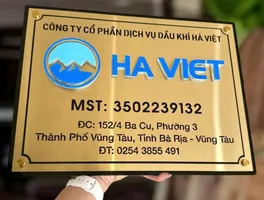 CÔNG TY CỔ PHẦN DỊCH VỤ DẦU KHÍ HÀ VIỆT
HA VIET
MST: 3502239132
ĐC: 152/4 Ba Cu, Phường 3
Thành Phố Vũng Tàu, Tỉnh Bà Rịa - Vũng Tàu
ĐT: 0254 3855 491